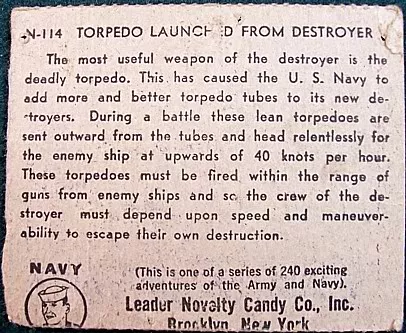 N-114 TORPEDO LAUNCH ED FROM DESTROYER
The most useful weapon of the destroyer is the
deadly torpedo. This has caused the U. S. Navy to
add more and better torpedo tubes to its new de-
troyers. During a battle these lean torpedoes are
sent outward from the tubes and head relentlessly for
the enemy ship at upwards of 40 knots per hour.
These torpedoes must be fired within the range of
guns from enemy ships and so the crew of the de-
stroyer must depend upon speed and maneuver-
ability to escape their own destruction.
NAVY
(This is one of a series of 240 exciting
adventures of the Army and Navy).
Leader Novelty Candy Co., Inc.
Brooklyn, New York